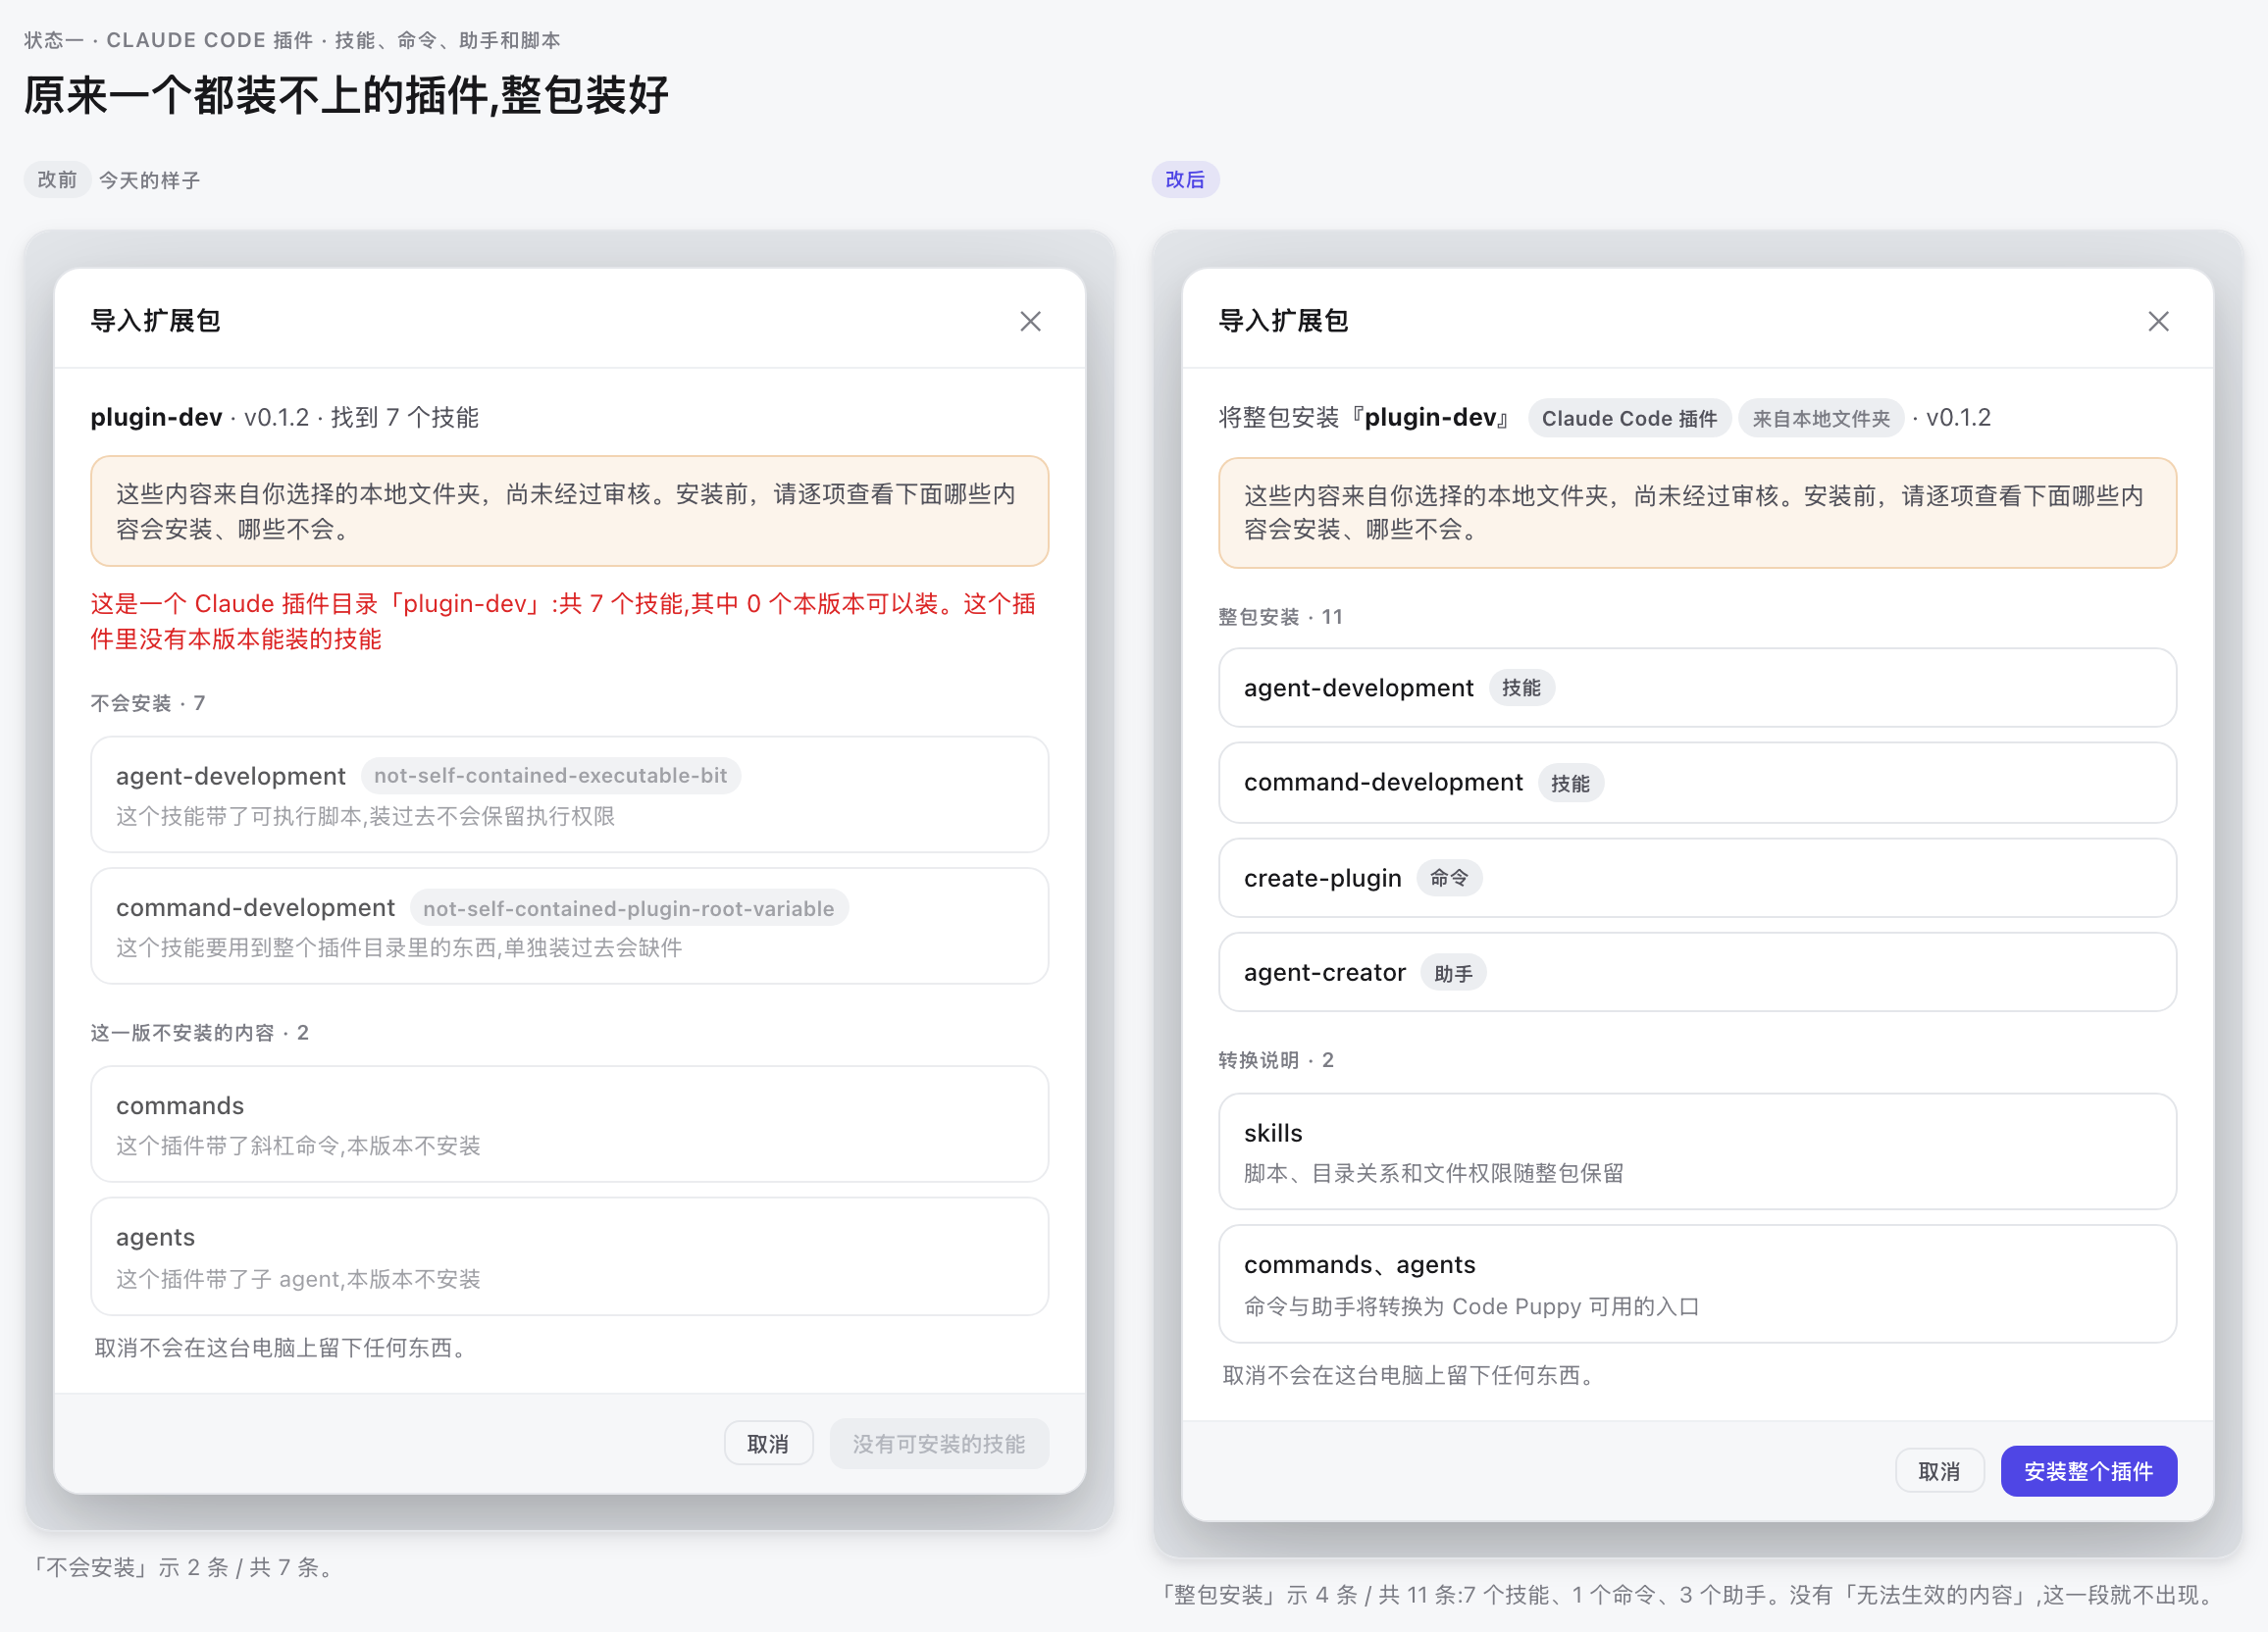 状态一 · CLAUDE CODE 插件 · 技能、命令、助手和脚本
原来一个都装不上的插件,整包装好
改前 今天的样子
导入扩展包
plugin-dev · v0.1.2 · 找到 7 个技能
这些内容来自你选择的本地文件夹，尚未经过审核。安装前，请逐项查看下面哪些内
容会安装、哪些不会。
这是一个 Claude 插件目录「plugin-dev」:共 7 个技能,其中 0 个本版本可以装。这个插
件里没有本版本能装的技能
不会安装 · 7
agent-development not-self-contained-executable-bit
这个技能带了可执行脚本,装过去不会保留执行权限
command-development not-self-contained-plugin-root-variable
这个技能要用到整个插件目录里的东西,单独装过去会缺件
这一版不安装的内容 · 2
commands
这个插件带了斜杠命令,本版本不安装
agents
这个插件带了子 agent,本版本不安装
取消不会在这台电脑上留下任何东西。
取消 没有可安装的技能
「不会安装」示 2 条 / 共 7 条。
改后
导入扩展包
将整包安装『plugin-dev』 Claude Code 插件 来自本地文件夹 · v0.1.2
这些内容来自你选择的本地文件夹，尚未经过审核。安装前，请逐项查看下面哪些内
容会安装、哪些不会。
整包安装 · 11
agent-development 技能
command-development 技能
create-plugin 命令
agent-creator 助手
转换说明 · 2
skills
脚本、目录关系和文件权限随整包保留
commands、agents
命令与助手将转换为 Code Puppy 可用的入口
取消不会在这台电脑上留下任何东西。
取消 安装整个插件
「整包安装」示 4 条 / 共 11 条:7 个技能、1 个命令、3 个助手。没有「无法生效的内容」,这一段就不出现。